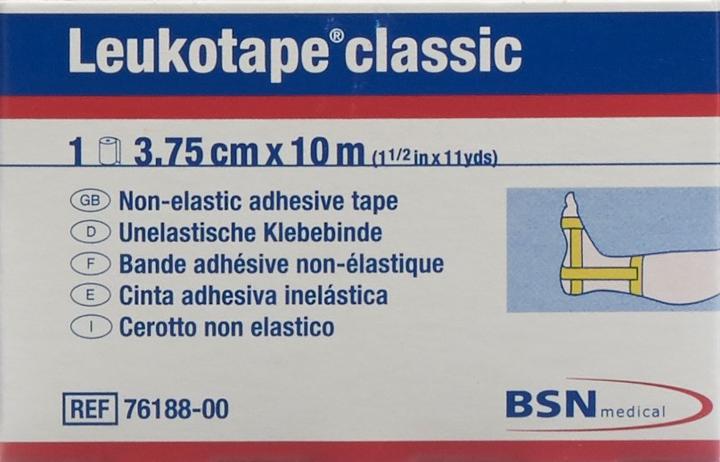 Leukotape® classic
1 3.75 cm x 10 m (1 1/2 in x 11 yds)
GB Non-elastic adhesive tape
D Unelastische Klebebinde
F Bande adhésive non-élastique
E Cinta adhesiva inelástica
I Cerotto non elastico
REF 76188-00
BSN medical